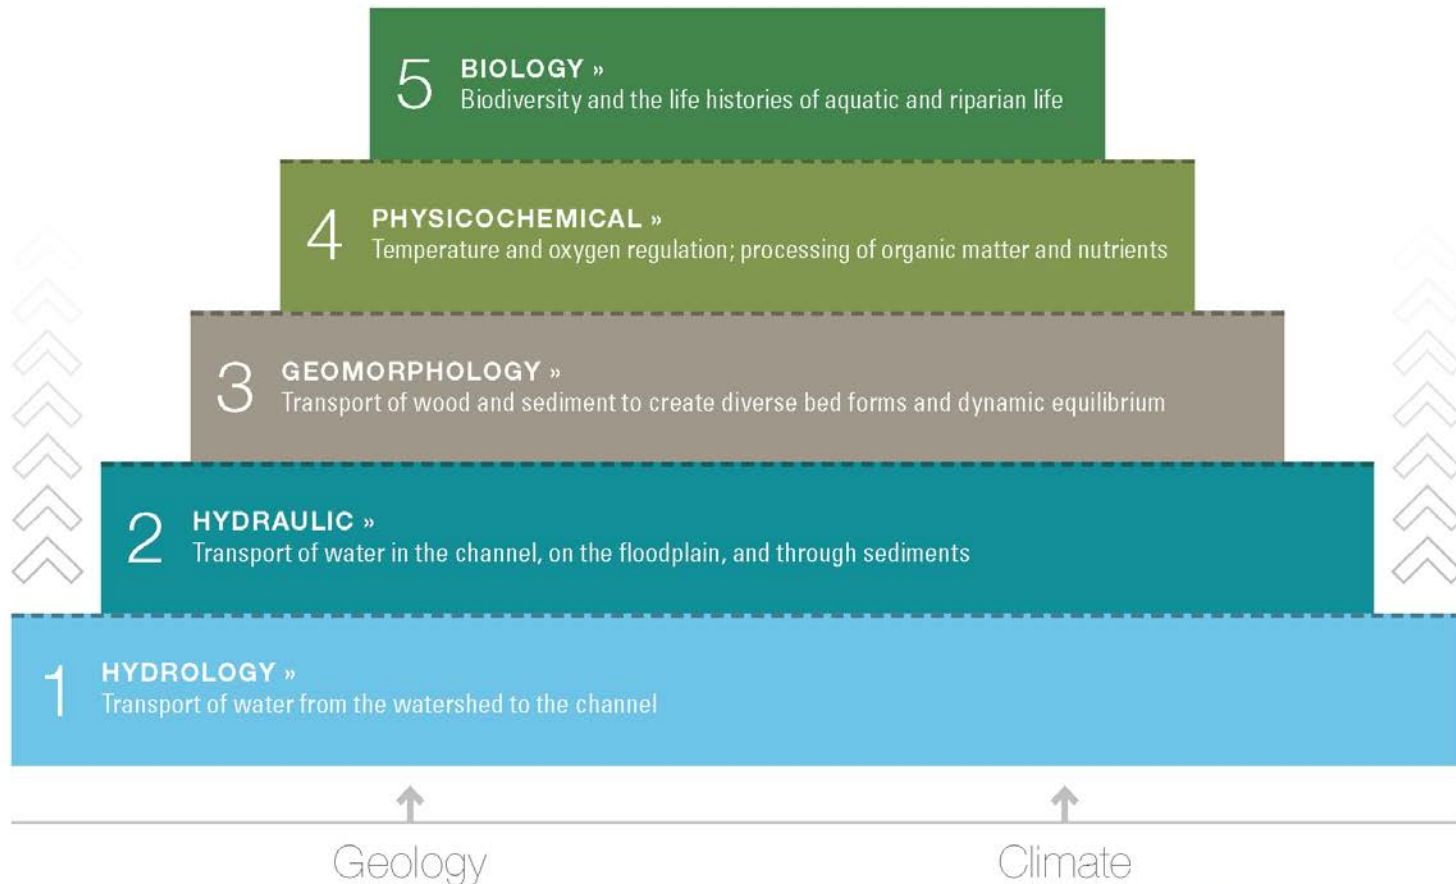 5 BIOLOGY »
Biodiversity and the life histories of aquatic and riparian life
4 PHYSICOCHEMICAL »
Temperature and oxygen regulation; processing of organic matter and nutrients
3 GEOMORPHOLOGY »
Transport of wood and sediment to create diverse bed forms and dynamic equilibrium
2 HYDRAULIC »
Transport of water in the channel, on the floodplain, and through sediments
1 HYDROLOGY »
Transport of water from the watershed to the channel
Geology Climate